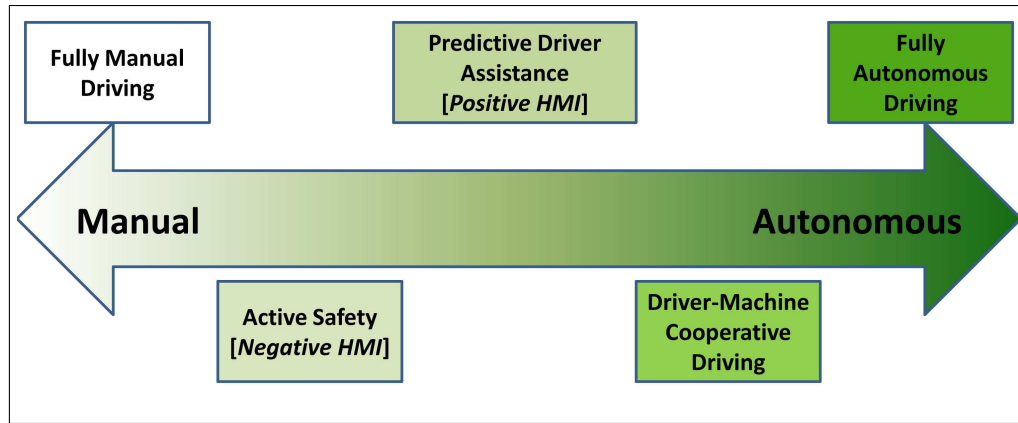 Fully Manual
Driving
Predictive Driver
Assistance
[Positive HMI]
Fully
Autonomous
Driving
Manual
Autonomous
Active Safety
[Negative HMI]
Driver-Machine
Cooperative
Driving